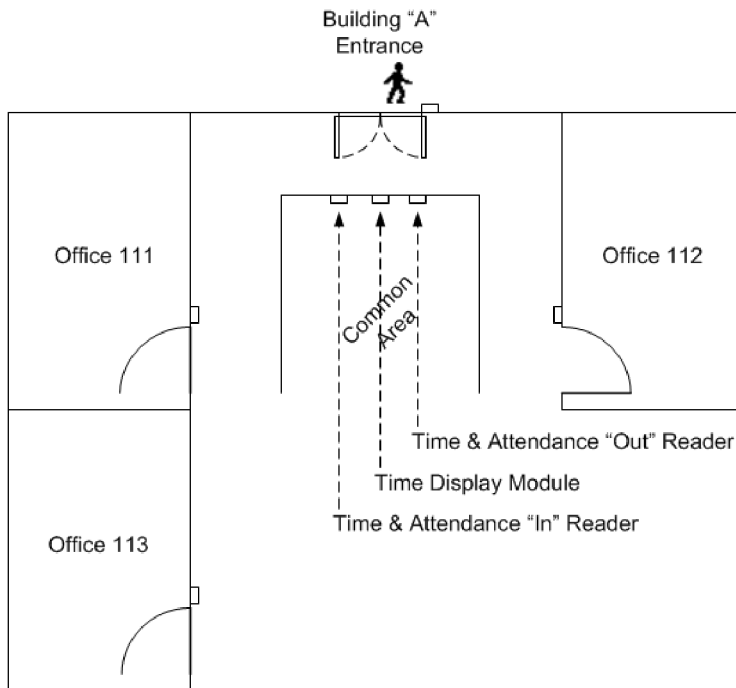 Building “A”
Entrance
Office 111
Office 112
Common
Area
Time & Attendance “Out” Reader
Time Display Module
Time & Attendance “In” Reader
Office 113